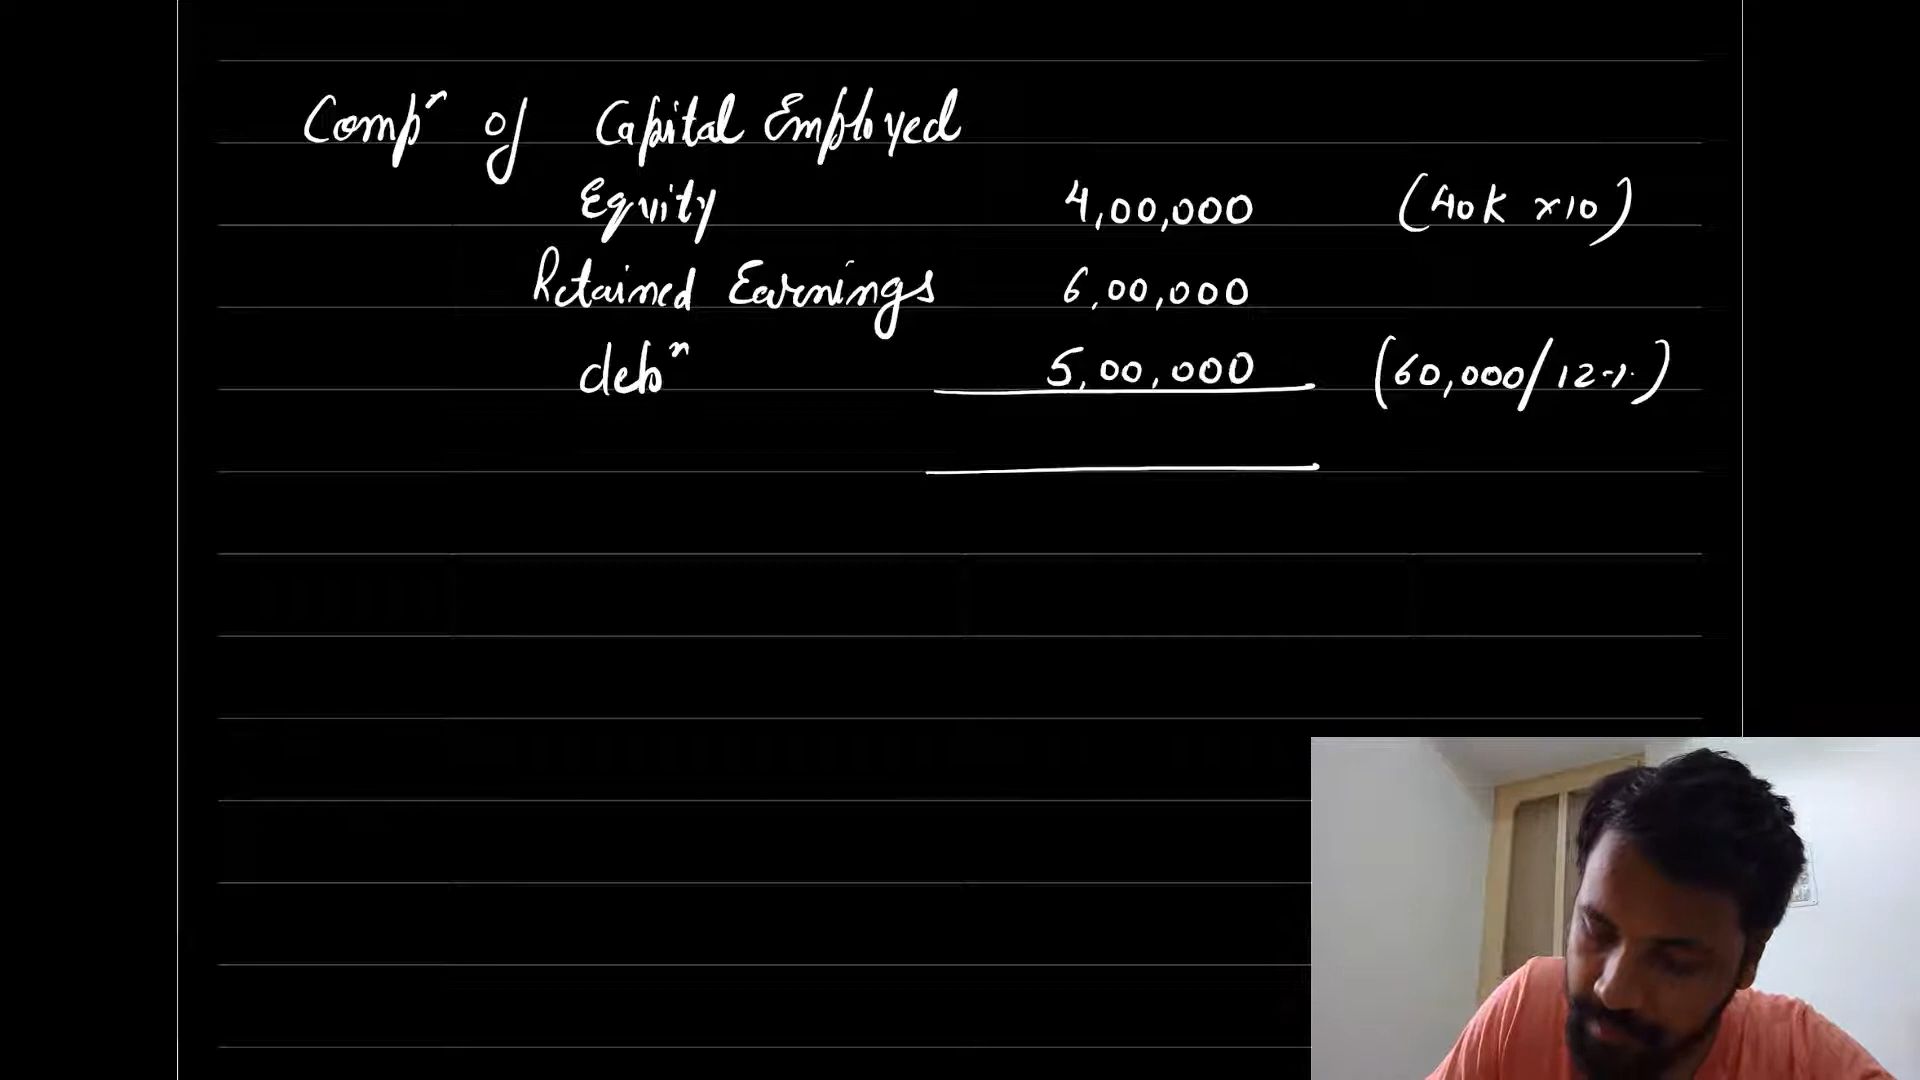 Compⁿ of Capital Employed
Equity 4,00,000 (40K x10)
Retained Earnings 6,00,000
debⁿ 5,00,000 (60,000/12%)